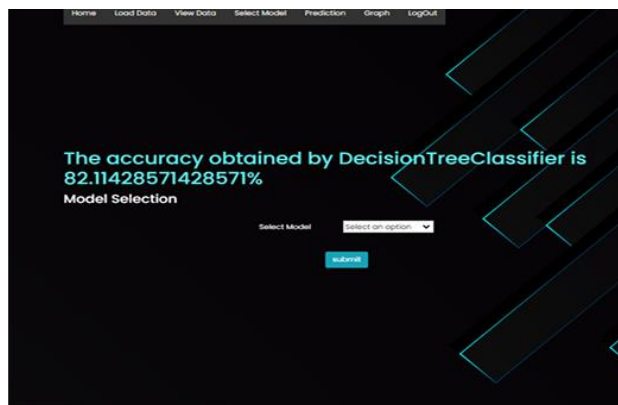 Home Load Data View Data Select Model Prediction Graph LogOut
The accuracy obtained by DecisionTreeClassifier is
82.11428571428571%
Model Selection
Select Model Select an option
submit